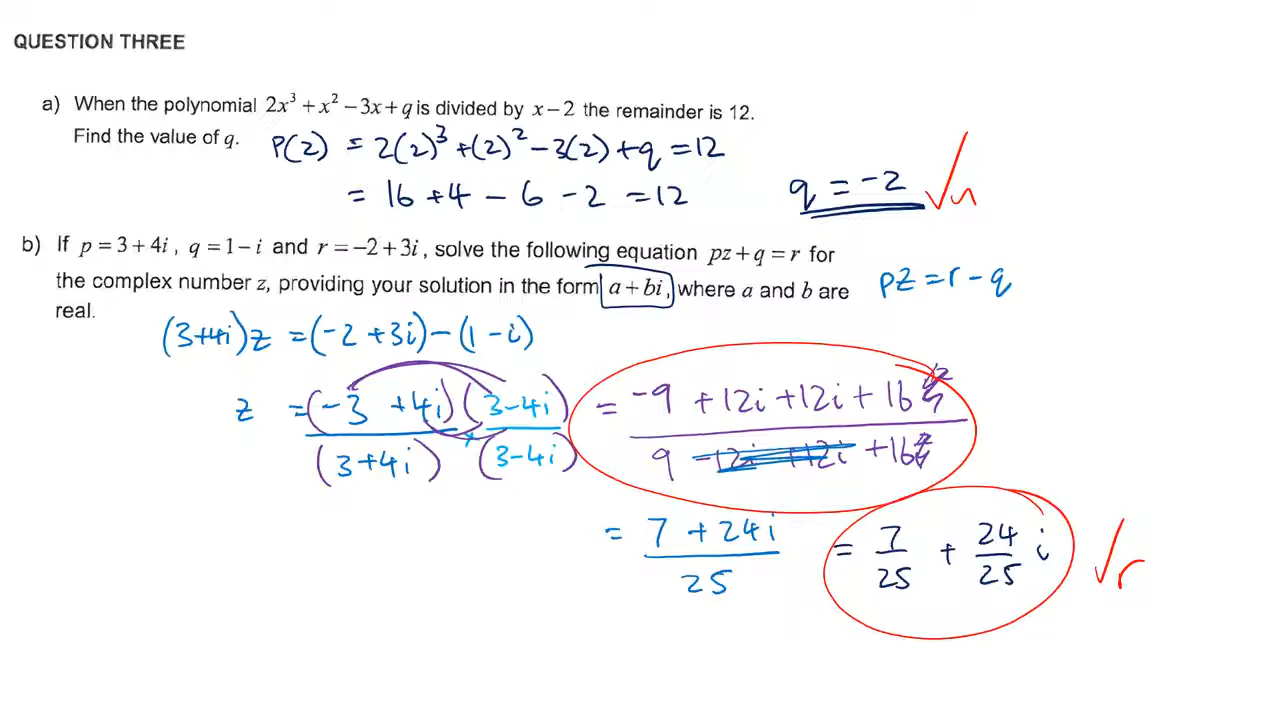 QUESTION THREE
a) When the polynomial 2x³ + x² − 3x + q is divided by x − 2 the remainder is 12.
Find the value of q. P(2) = 2(2)³ + (2)² − 3(2) + q = 12
= 16 + 4 − 6 − 2 = 12 q = −2 √u
b) If p = 3 + 4i, q = 1 − i and r = −2 + 3i, solve the following equation pz + q = r for
the complex number z, providing your solution in the form a + bi, where a and b are
real. pz = r − q
(3+4i)z = (−2 + 3i) − (1 − i)
z = (−3 + 4i)(3−4i) / (3+4i) × (3−4i) = −9 + 12i + 12i + 16 / 9 −12i +12i + 16
= 7 + 24i / 25 = 7/25 + 24/25 i √r